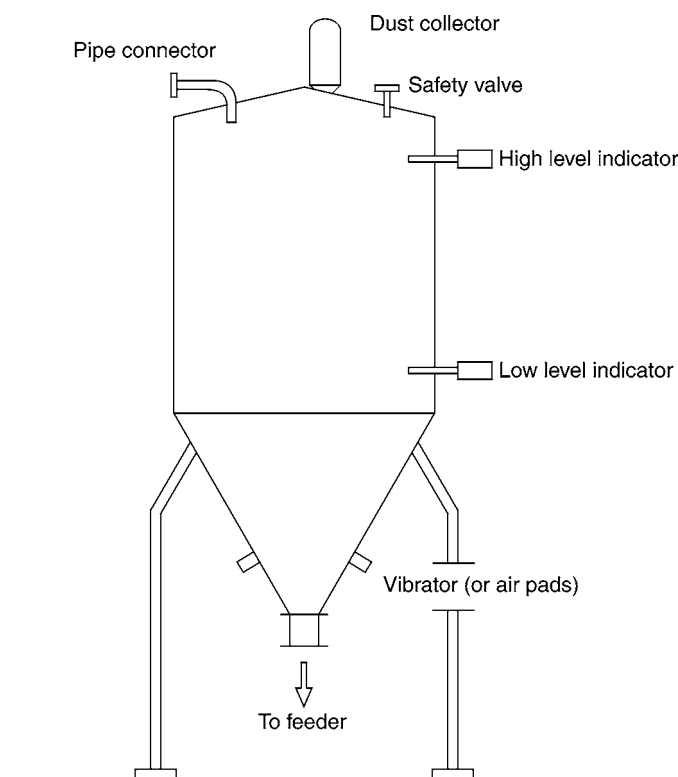 Dust collector
Pipe connector
Safety valve
High level indicator
Low level indicator
Vibrator (or air pads)
To feeder